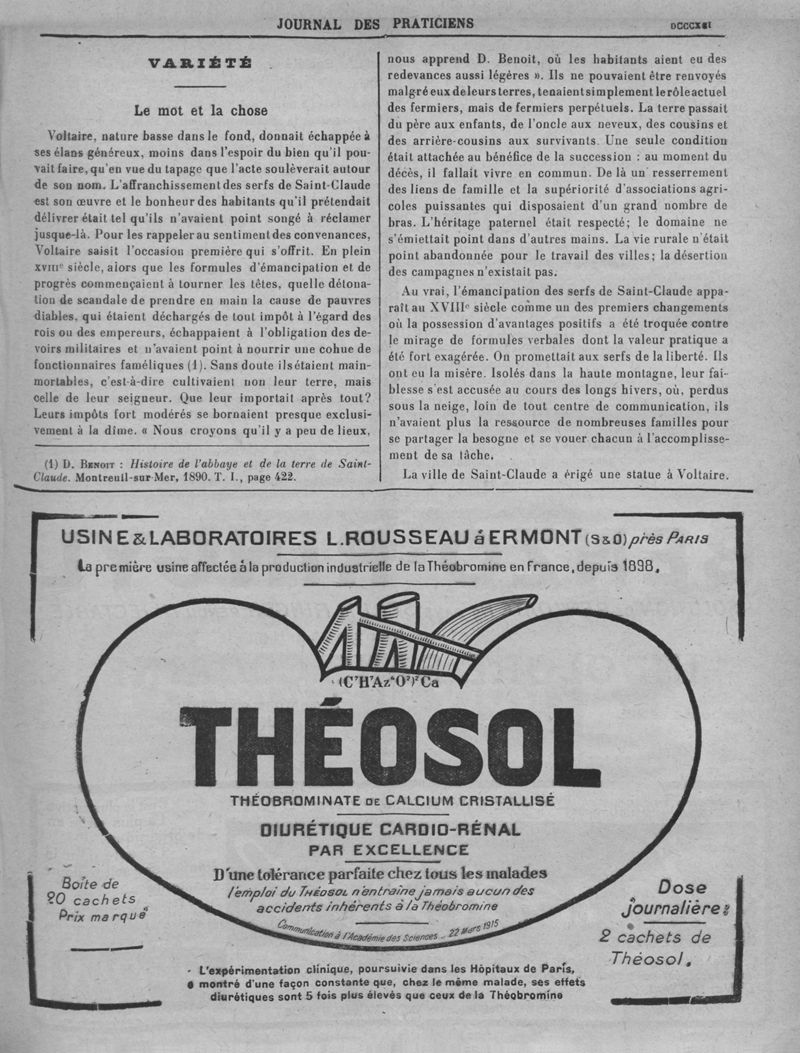 JOURNAL DES PRATICIENS
VARIÉTÉ
Le mot et la chose
Voltaire, nature basse dans le fond, donnait échappée à
ses élans généreux, moins dans l'espoir du bien qu'il pou-
vait faire, qu'en vue du tapage que l'acte soulèverait autour
de son nom. L'affranchissement des serfs de Saint-Claude
est son œuvre et le bonheur des habitants qu'il prétendait
délivrer était tel qu'ils n'avaient point songé à réclamer
jusque-là. Pour les rappeler au sentiment des convenances,
Voltaire saisit l'occasion première qui s'offrit. En plein
XVIIIe siècle, alors que les formules d'émancipation et de
progrès commençaient à tourner les têtes, quelle détona-
tion de scandale de prendre en main la cause de pauvres
diables, qui étaient déchargés de tout impôt à l'égard des
rois ou des empereurs, échappaient à l'obligation des de-
voirs militaires et n'avaient point à nourrir une cohue de
fonctionnaires faméliques (1). Sans doute ils étaient main-
mortables, c'est-à-dire cultivaient non leur terre, mais
celle de leur seigneur. Que leur importait après tout?
Leurs impôts fort modérés se bornaient presque exclusi-
vement à la dîme. « Nous croyons qu'il y a peu de lieux,
(1) D. BENOIT : Histoire de l'abbaye et de la terre de Saint-
Claude. Montreuil-sur-Mer, 1890. T. I., page 422.
nous apprend D. Benoit, où les habitants aient eu des
redevances aussi légères ». Ils ne pouvaient être renvoyés
malgré eux de leurs terres, tenaient simplement le rôle actuel
des fermiers, mais de fermiers perpétuels. La terre passait
du père aux enfants, de l'oncle aux neveux, des cousins et
des arrière-cousins aux survivants. Une seule condition
était attachée au bénéfice de la succession : au moment du
décès, il fallait vivre en commun. De là un resserrement
des liens de famille et la supériorité d'associations agri-
coles puissantes qui disposaient d'un grand nombre de
bras. L'héritage paternel était respecté; le domaine ne
s'émiettait point dans d'autres mains. La vie rurale n'était
point abandonnée pour le travail des villes; la désertion
des campagnes n'existait pas.
Au vrai, l'émancipation des serfs de Saint-Claude appa-
raît au XVIIIe siècle comme un des premiers changements
où la possession d'avantages positifs a été troquée contre
le mirage de formules verbales dont la valeur pratique a
été fort exagérée. On promettait aux serfs de la liberté. Ils
ont eu la misère. Isolés dans la haute montagne, leur fai-
blesse s'est accusée au cours des longs hivers, où, perdus
sous la neige, loin de tout centre de communication, ils
n'avaient plus la ressource de nombreuses familles pour
se partager la besogne et se vouer chacun à l'accomplisse-
ment de sa tâche.
La ville de Saint-Claude a érigé une statue à Voltaire.
USINE & LABORATOIRES L. ROUSSEAU à ERMONT (S&O) près PARIS
La première usine affectée à la production industrielle de la Théobromine en France, depuis 1898.
(C⁷H⁷Az⁴O²)²Ca
THÉOSOL
THÉOBROMINATE DE CALCIUM CRISTALLISÉ
DIURÉTIQUE CARDIO-RÉNAL
PAR EXCELLENCE
D'une tolérance parfaite chez tous les malades
l'emploi du THÉOSOL n'entraîne jamais aucun des
accidents inhérents à la Théobromine
Communication à l'Académie des Sciences - 22 Mars 1915
Boîte de
20 cachets
Prix marqué
Dose
journalière:
2 cachets de
Théosol.
L'expérimentation clinique, poursuivie dans les Hôpitaux de Paris,
a montré d'une façon constante que, chez le même malade, ses effets
diurétiques sont 5 fois plus élevés que ceux de la Théobromine